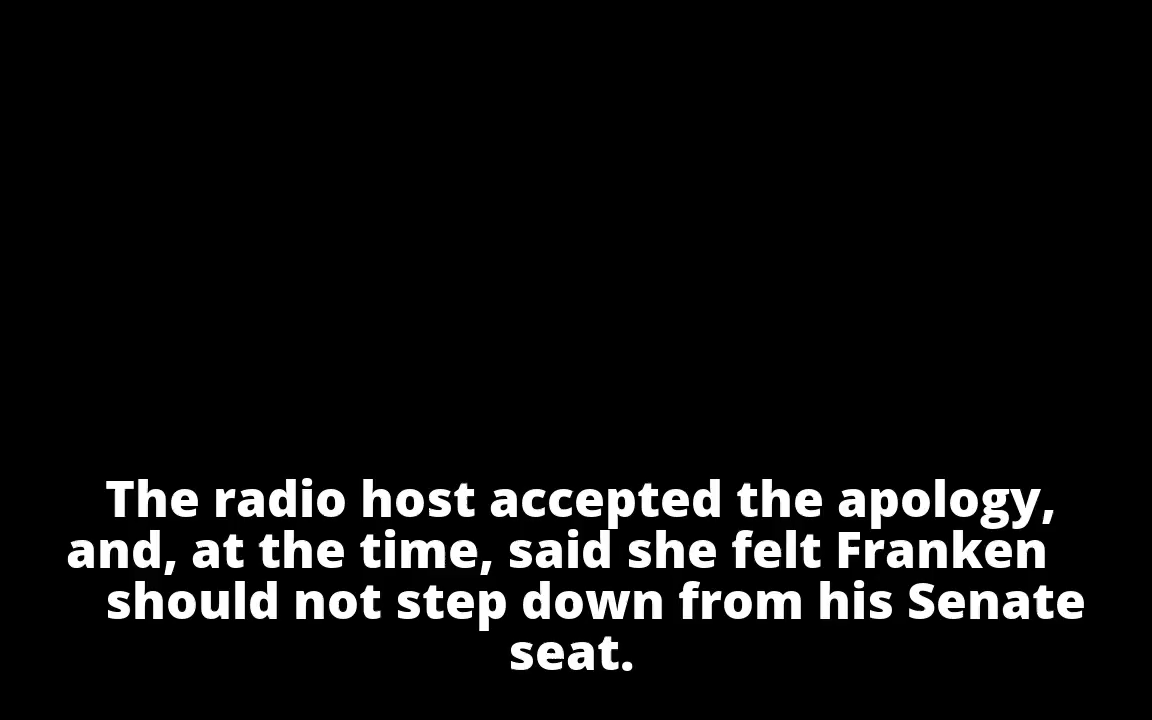 The radio host accepted the apology,
and, at the time, said she felt Franken
should not step down from his Senate
seat.